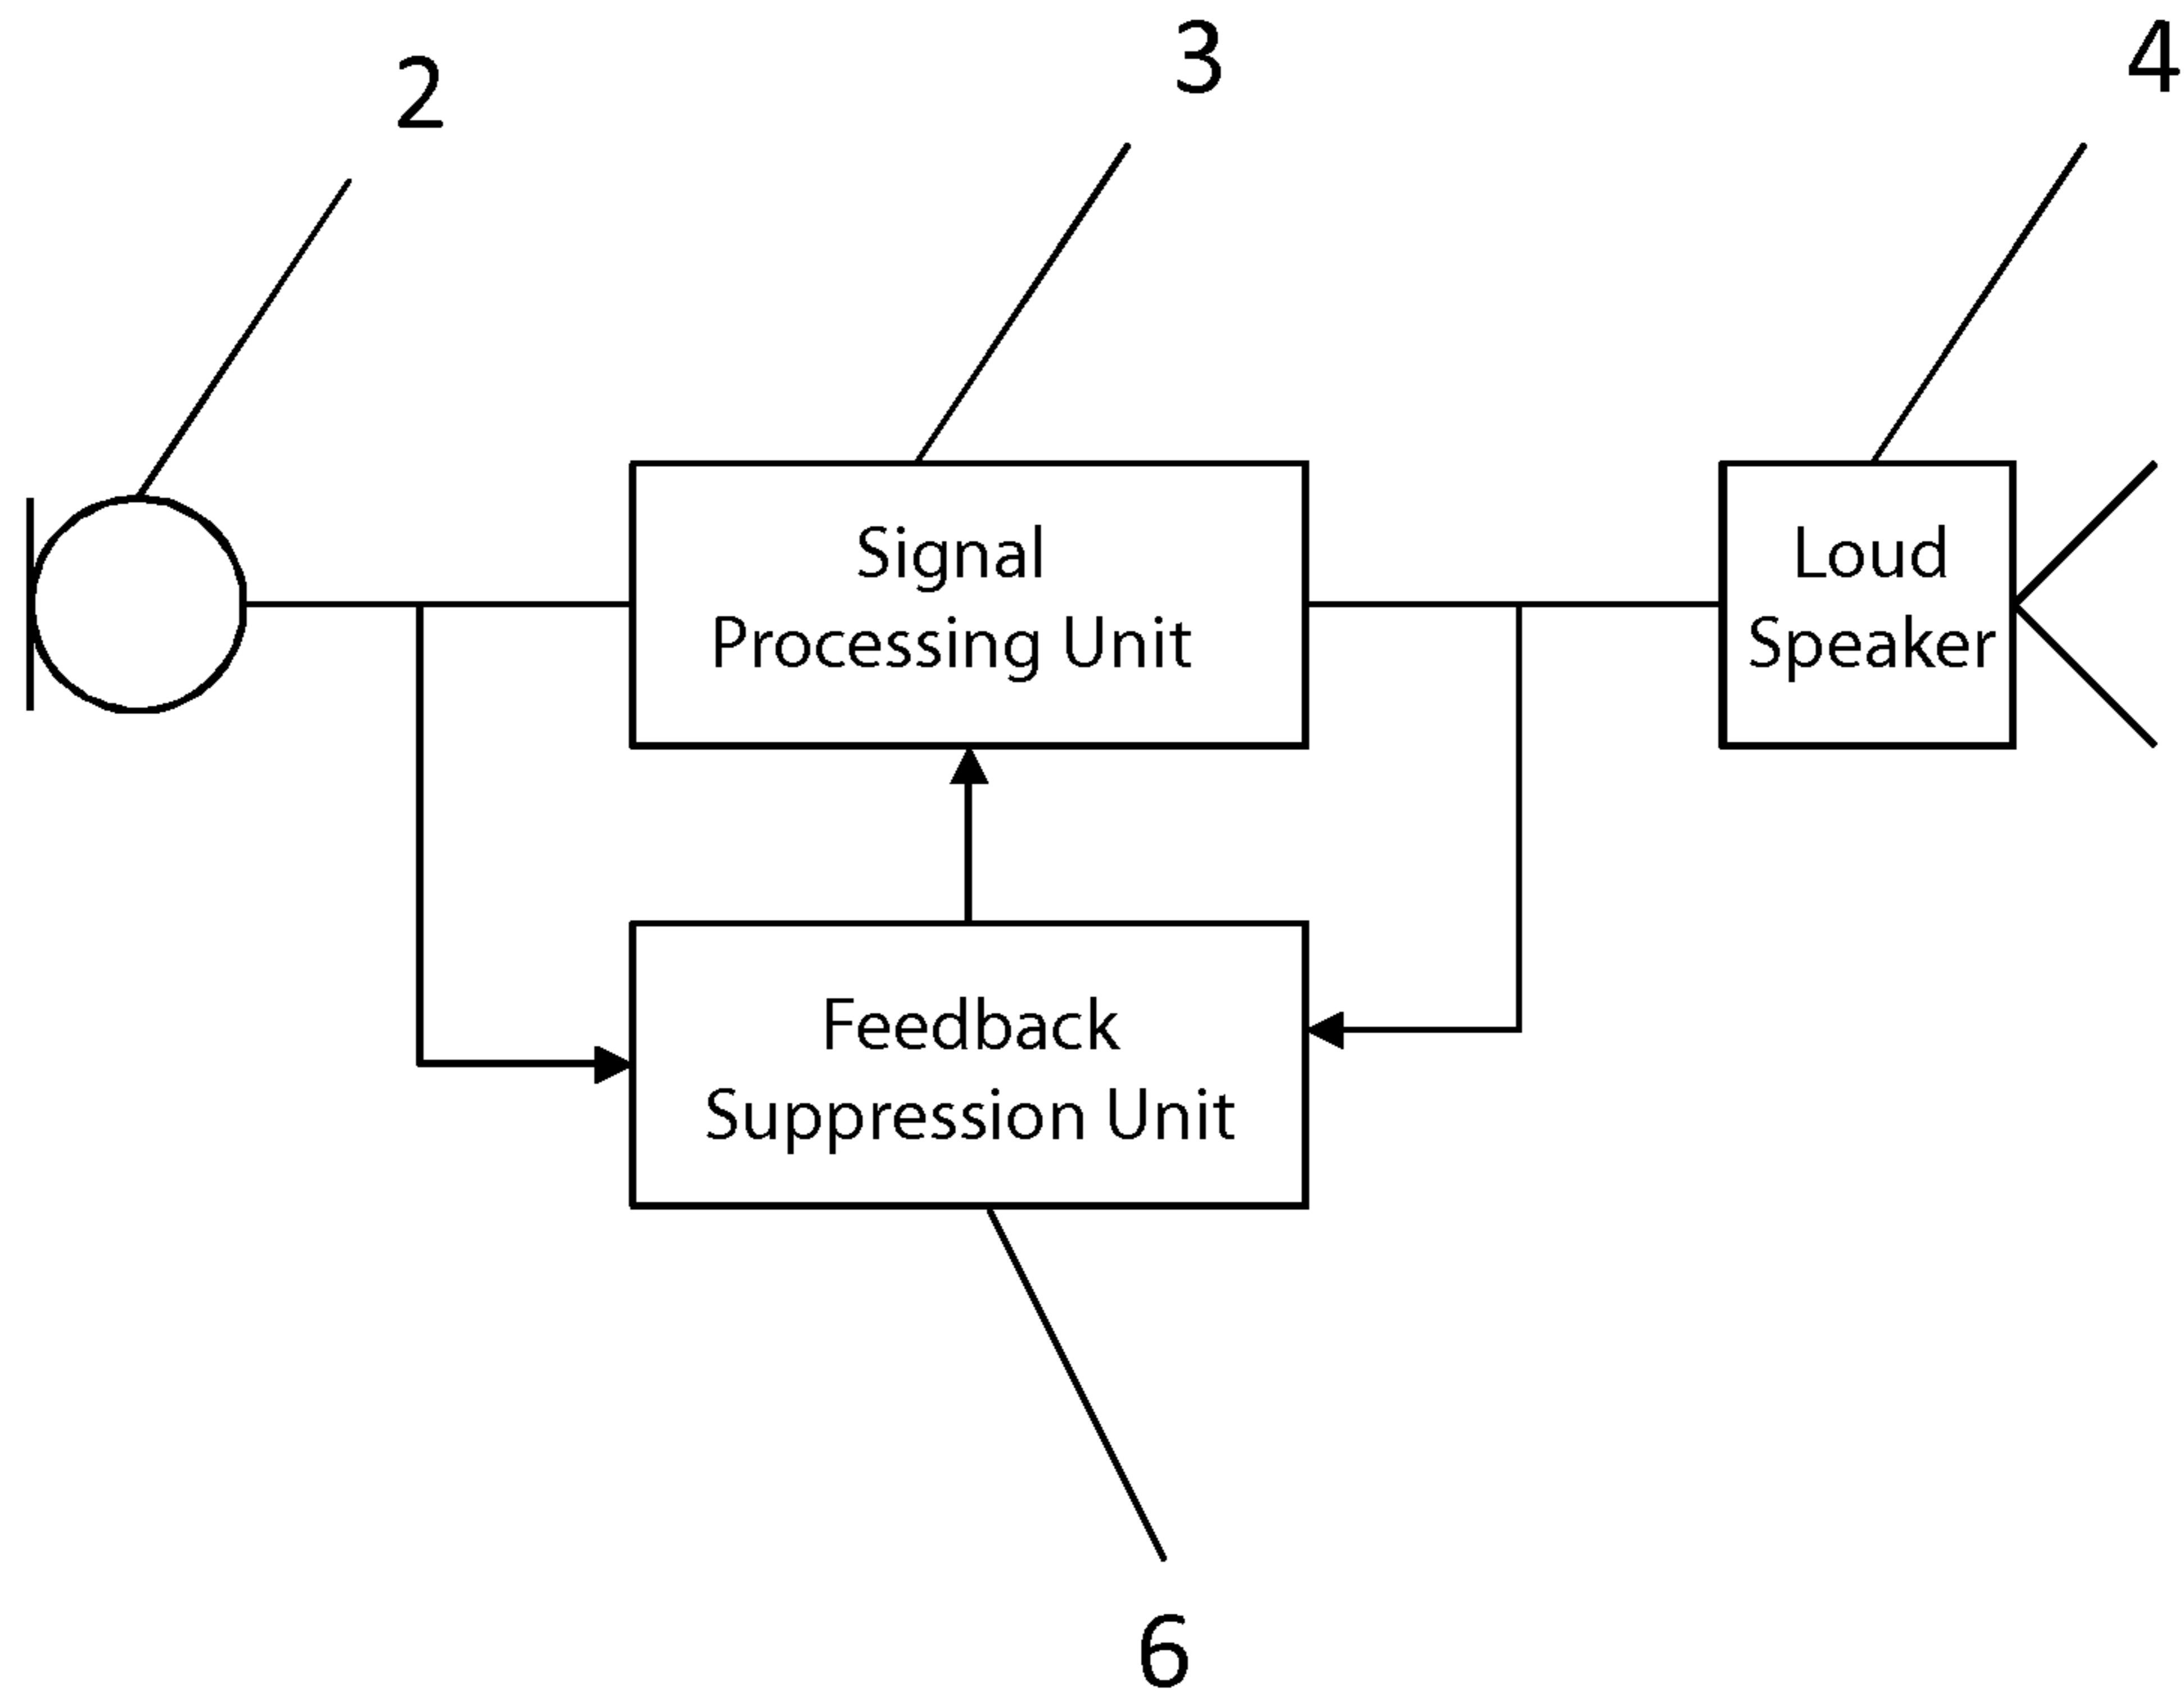 2
3
4
Signal
Processing Unit
Loud
Speaker
Feedback
Suppression Unit
6